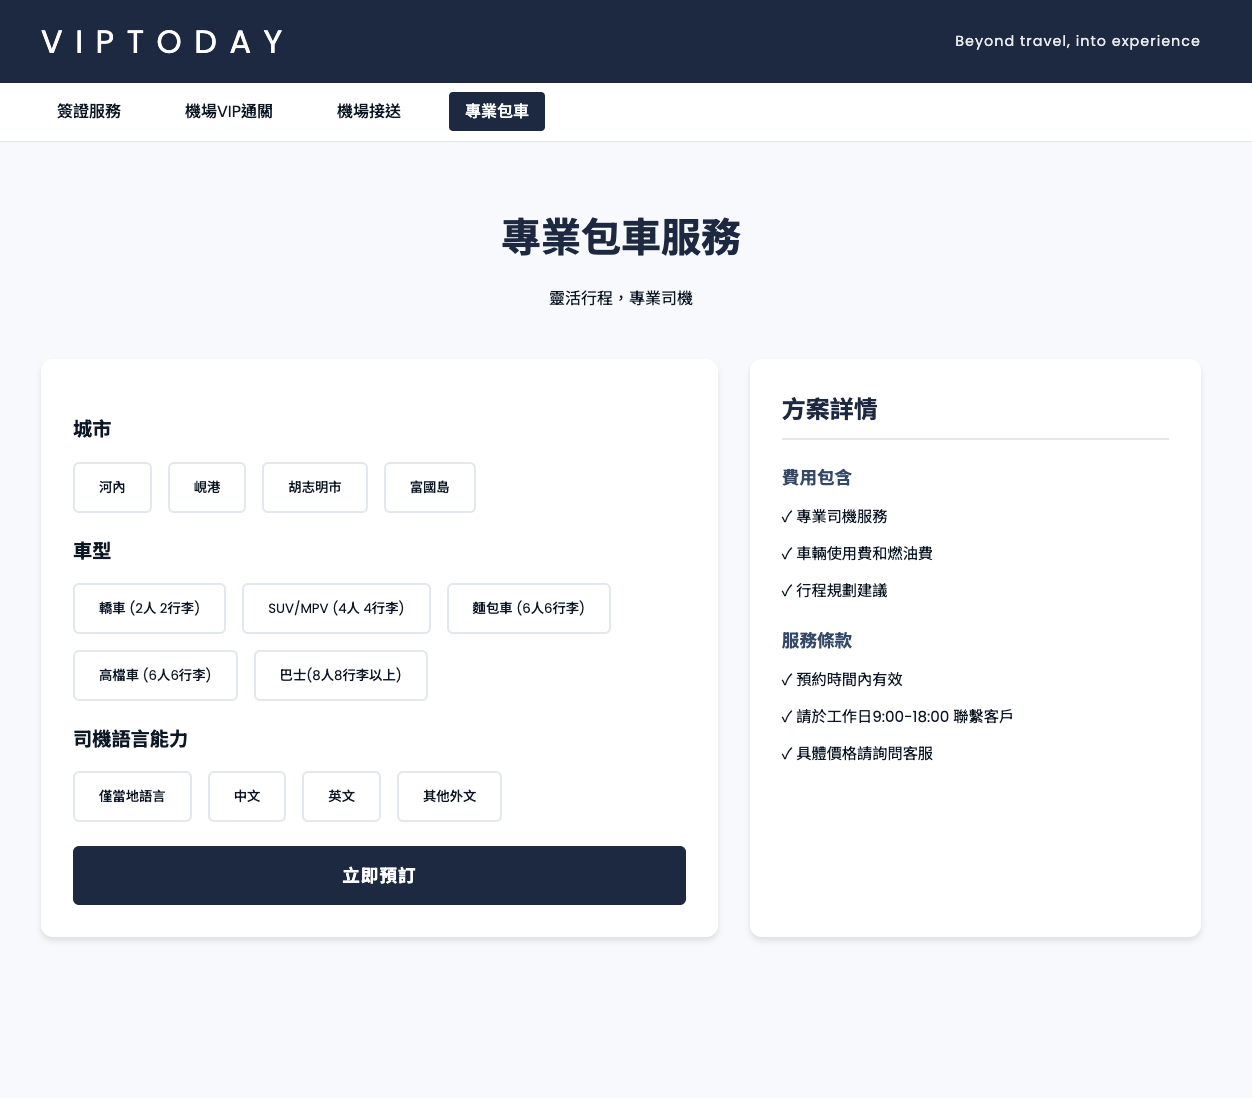 VIPTODAY
Beyond travel, into experience
簽證服務
機場VIP通關
機場接送
專業包車
專業包車服務
靈活行程，專業司機
城市
河內
峴港
胡志明市
富國島
車型
轎車 (2人 2行李)
SUV/MPV (4人 4行李)
麵包車 (6人6行李)
高檔車 (6人6行李)
巴士(8人8行李以上)
司機語言能力
僅當地語言
中文
英文
其他外文
立即預訂
方案詳情
費用包含
✓ 專業司機服務
✓ 車輛使用費和燃油費
✓ 行程規劃建議
服務條款
✓ 預約時間內有效
✓ 請於工作日9:00-18:00 聯繫客戶
✓ 具體價格請詢問客服